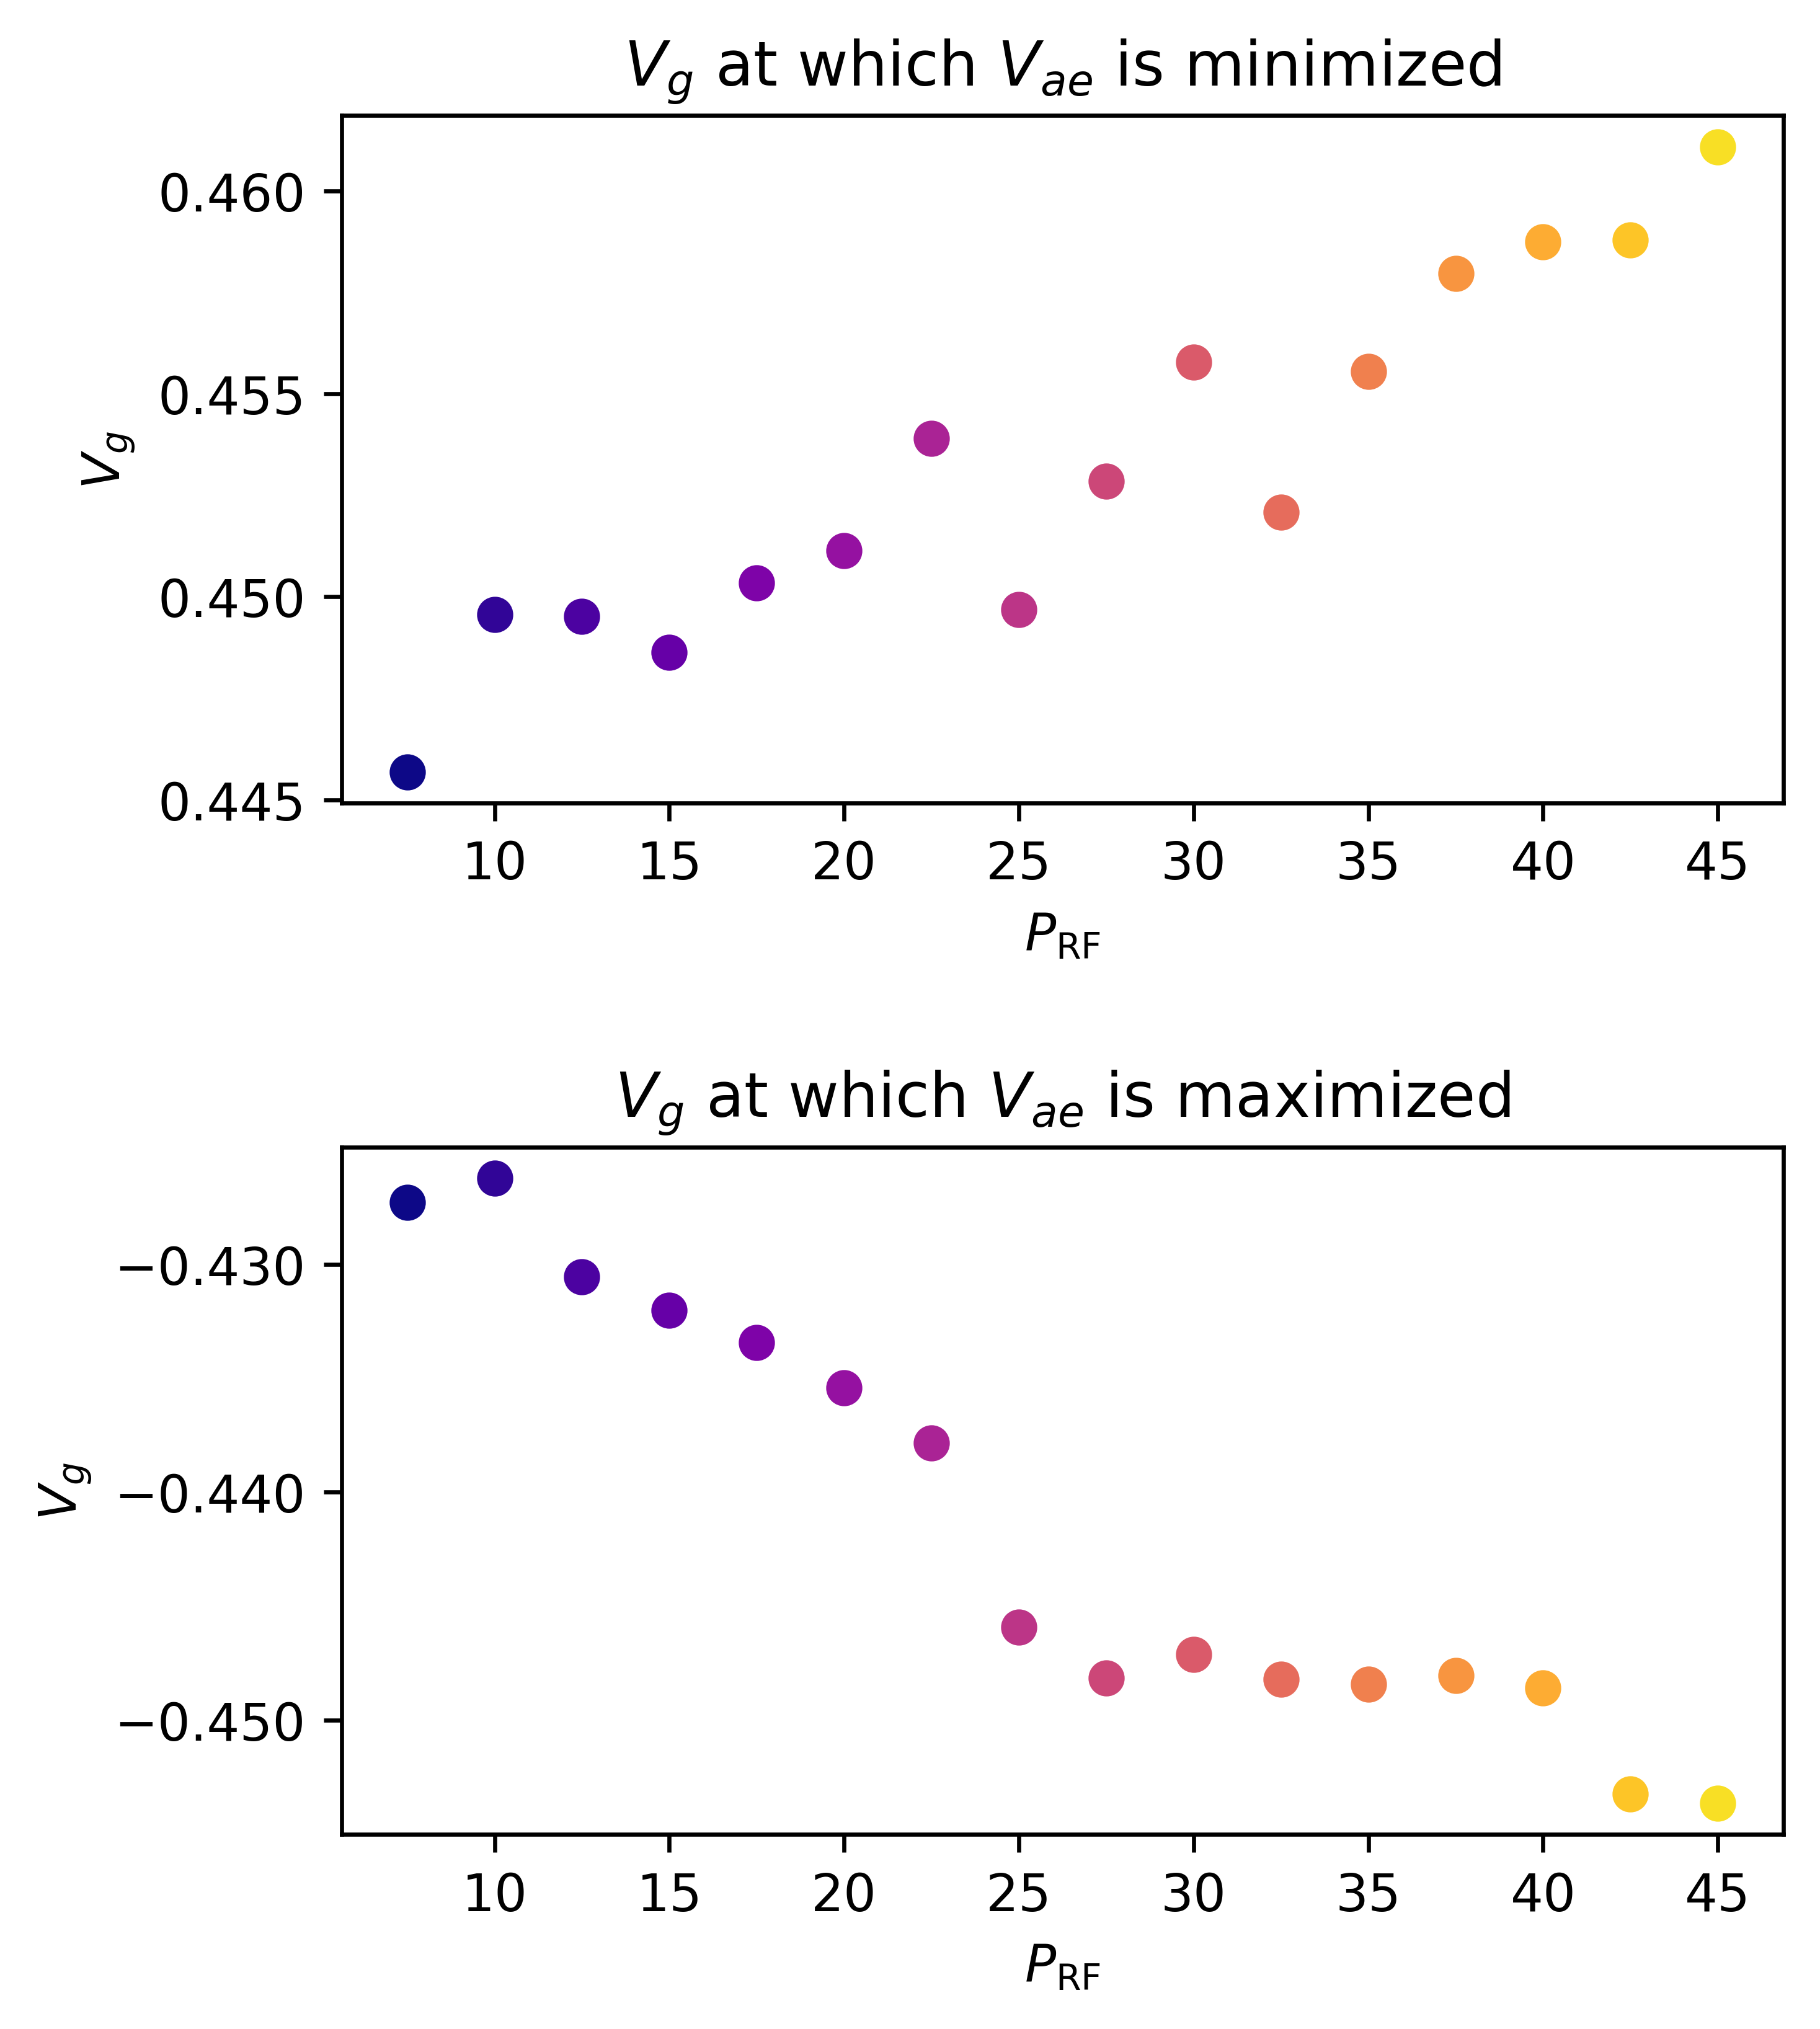 V_g at which V_ae is minimized
0.460
0.455
0.450
0.445
V_g
10 15 20 25 30 35 40 45
P_RF
V_g at which V_ae is maximized
−0.430
−0.440
−0.450
V_g
10 15 20 25 30 35 40 45
P_RF